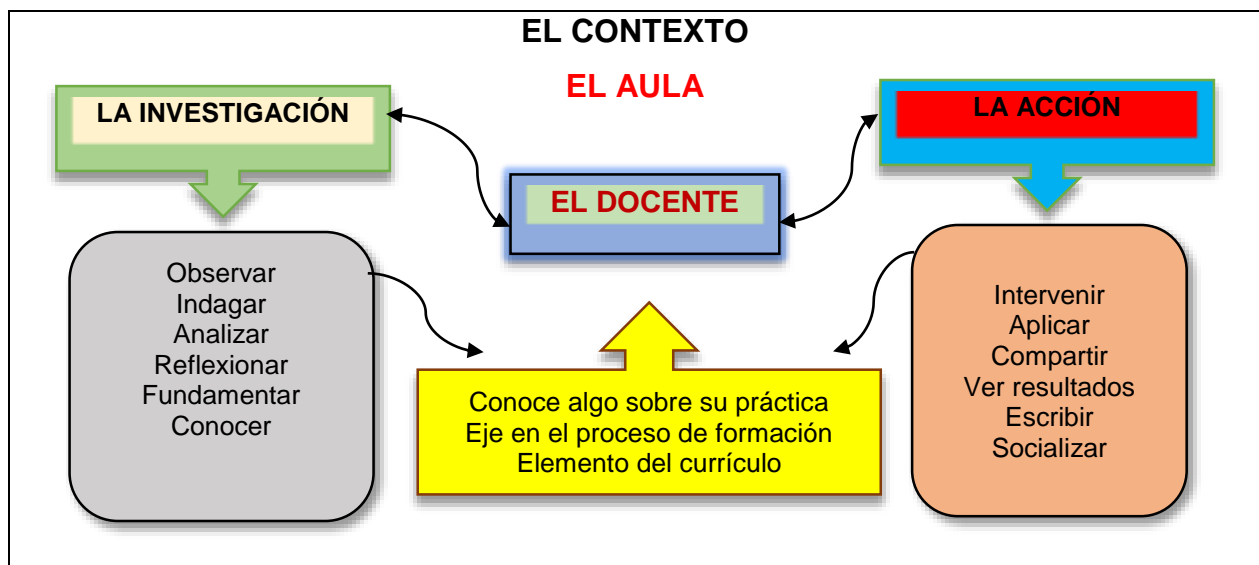 EL CONTEXTO
EL AULA
LA INVESTIGACIÓN
LA ACCIÓN
EL DOCENTE
Observar
Indagar
Analizar
Reflexionar
Fundamentar
Conocer
Conoce algo sobre su práctica
Eje en el proceso de formación
Elemento del currículo
Intervenir
Aplicar
Compartir
Ver resultados
Escribir
Socializar